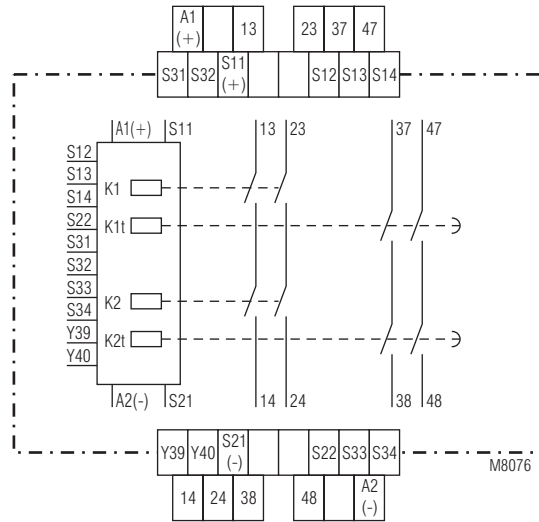 A1 (+) 13 23 37 47
S31 S32 S11 (+) S12 S13 S14
A1(+) S11 13 23 37 47
S12
S13
S14
S22
S31
S32
S33
S34
Y39
Y40
K1
K1t
K2
K2t
A2(-) S21 14 24 38 48
Y39 Y40 S21 (-) S22 S33 S34
M8076
14 24 38 48 A2 (-)